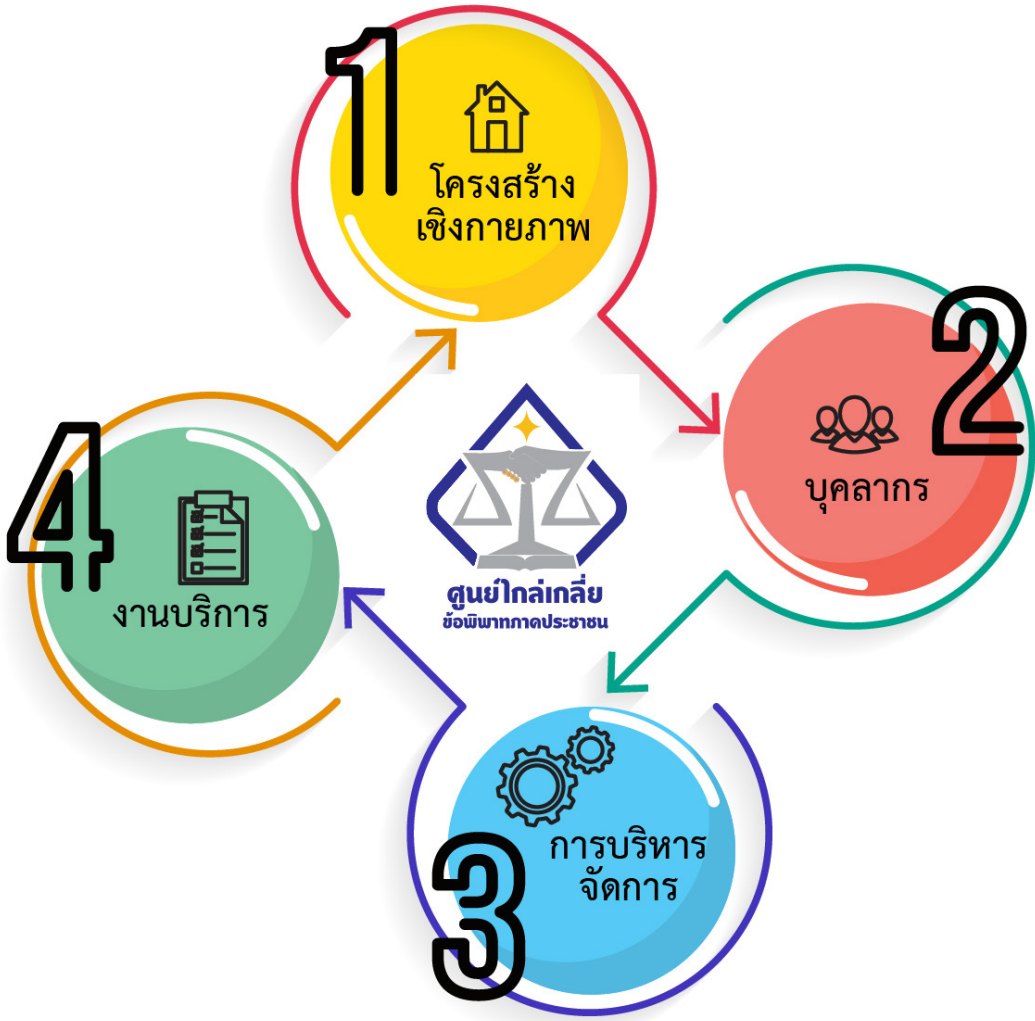 1
โครงสร้าง
เชิงกายภาพ
2
บุคลากร
4
งานบริการ
ศูนย์ไกล่เกลี่ย
ข้อพิพาทภาคประชาชน
3
การบริหาร
จัดการ